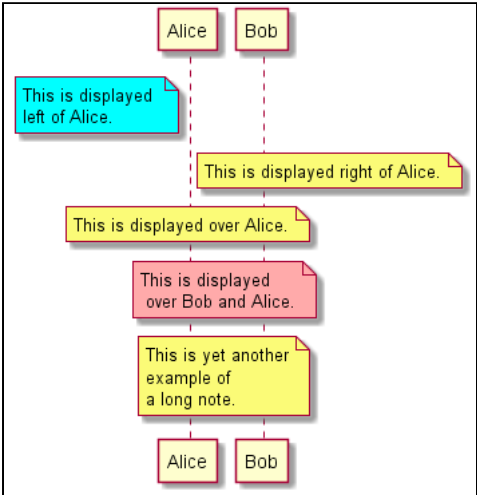 Alice
Bob
This is displayed
left of Alice.
This is displayed right of Alice.
This is displayed over Alice.
This is displayed
over Bob and Alice.
This is yet another
example of
a long note.
Alice
Bob